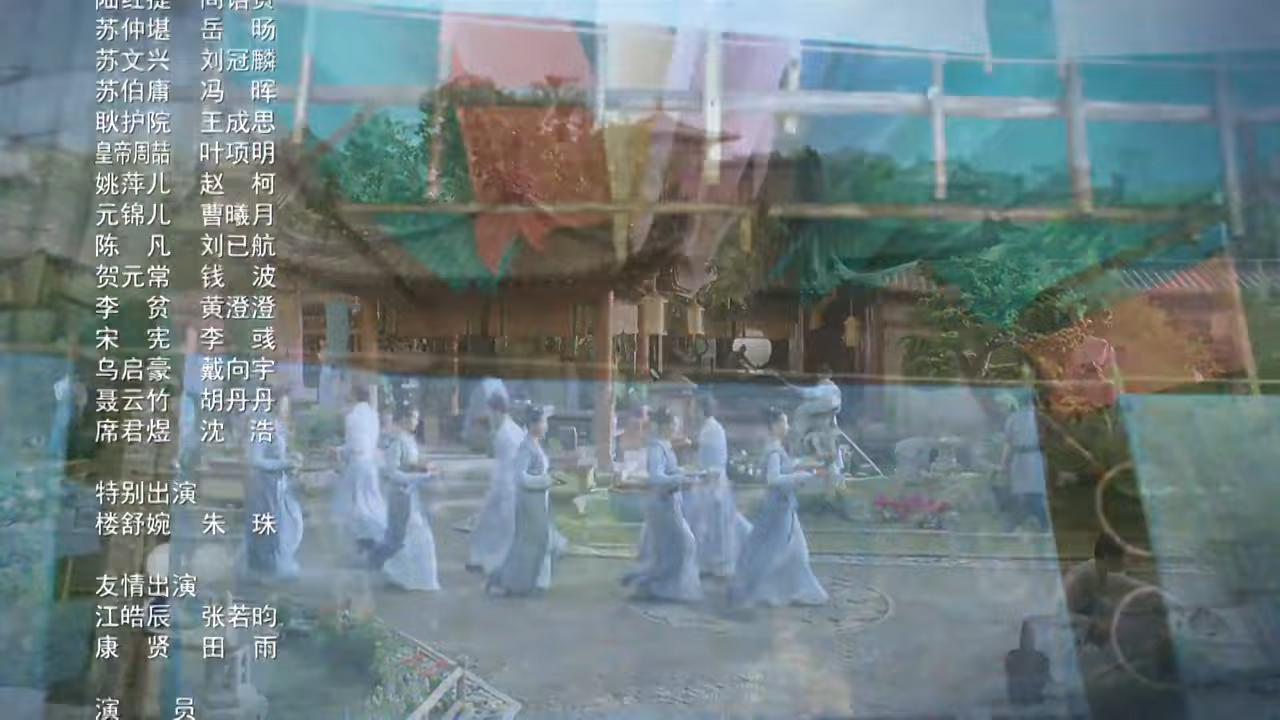 苏仲堪 岳 旸
苏文兴 刘冠麟
苏伯庸 冯 晖
耿护院 王成思
皇帝周喆 叶项明
姚萍儿 赵 柯
元锦儿 曹曦月
陈 凡 刘已航
贺元常 钱 波
李 贫 黄澄澄
宋 宪 李 彧
乌启豪 戴向宇
聂云竹 胡丹丹
席君煜 沈 浩
特别出演
楼舒婉 朱 珠
友情出演
江皓辰 张若昀
康 贤 田 雨
演 员